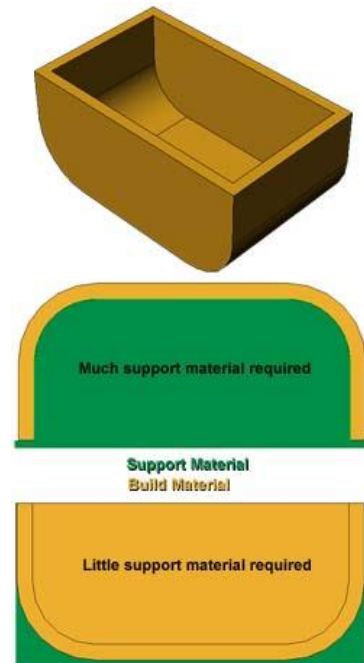 Much support material required
Support Material
Build Material
Little support material required